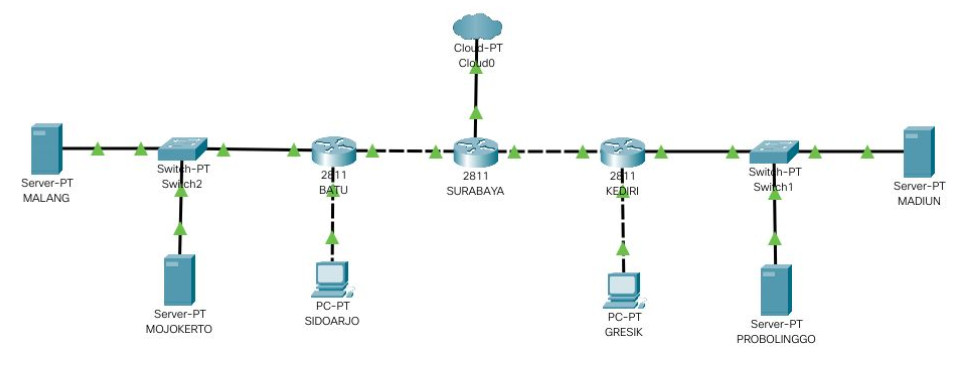 Cloud-PT
Cloud0
Server-PT
MALANG
Switch-PT
Switch2
2811
BATU
2811
SURABAYA
2811
KEDIRI
Switch-PT
Switch1
Server-PT
MADIUN
Server-PT
MOJOKERTO
PC-PT
SIDOARJO
PC-PT
GRESIK
Server-PT
PROBOLINGGO